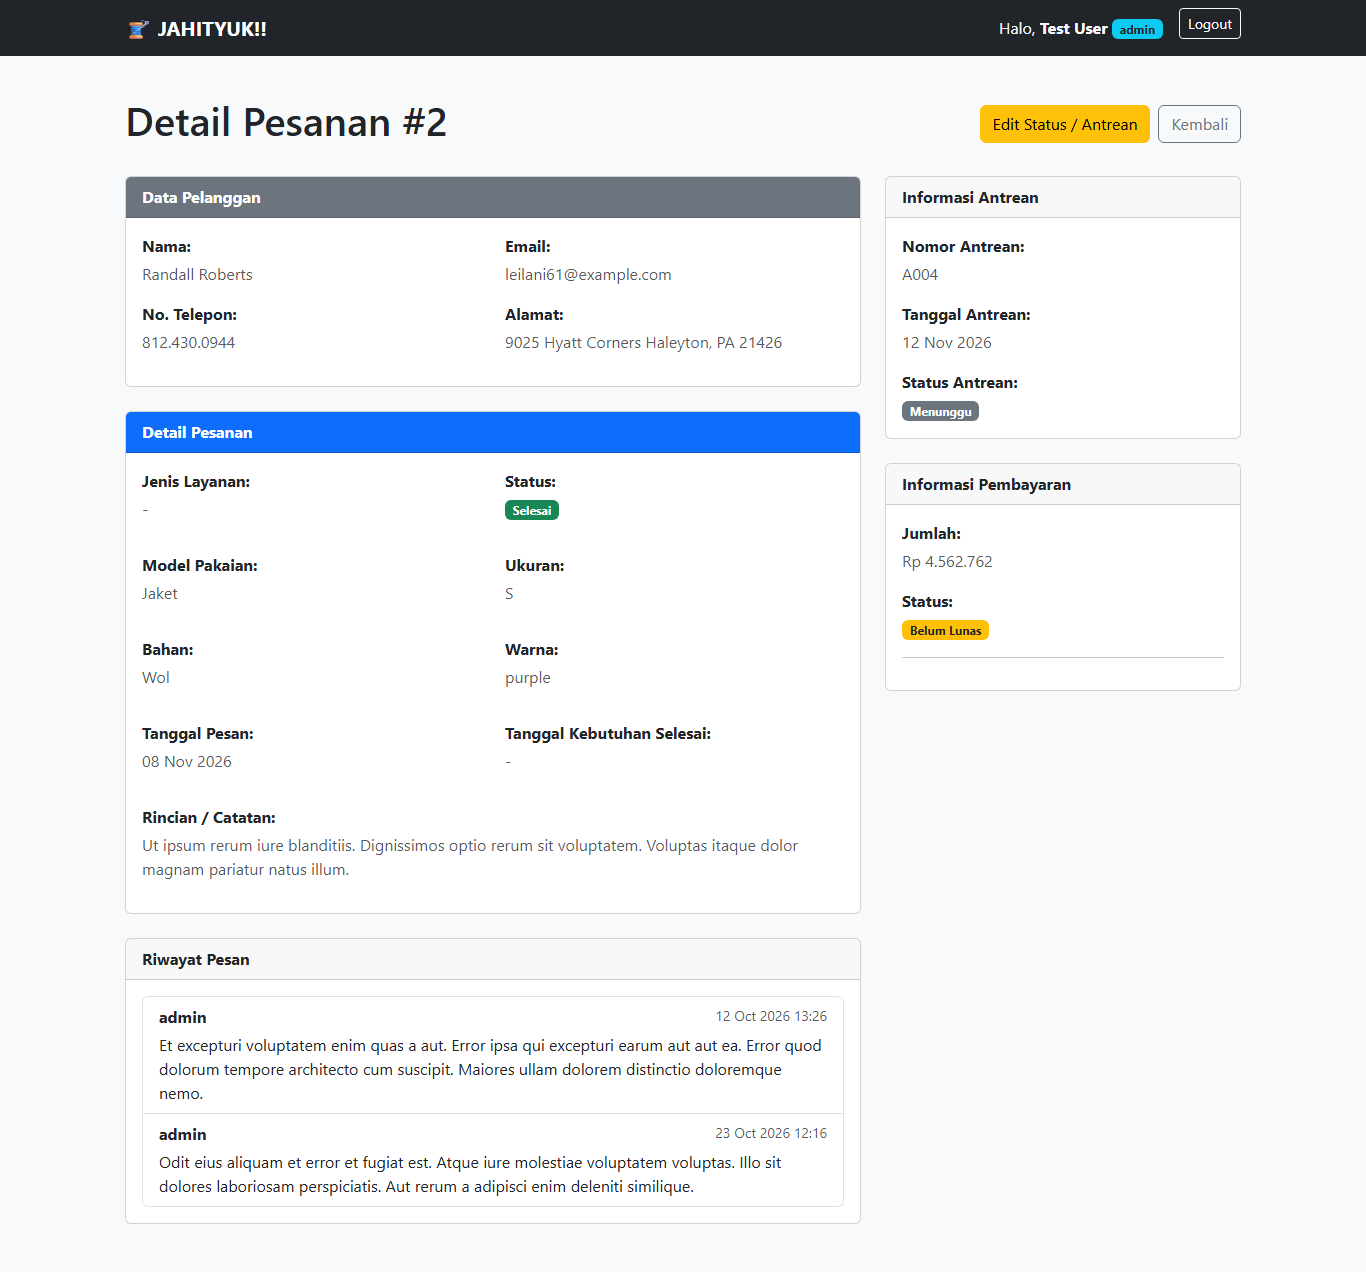 JAHITYUK!!
Halo, Test User admin
Logout
Detail Pesanan #2
Edit Status / Antrean
Kembali
Data Pelanggan
Nama:
Randall Roberts
Email:
leilani61@example.com
No. Telepon:
812.430.0944
Alamat:
9025 Hyatt Corners Haleyton, PA 21426
Detail Pesanan
Jenis Layanan:
-
Status:
Selesai
Model Pakaian:
Jaket
Ukuran:
S
Bahan:
Wol
Warna:
purple
Tanggal Pesan:
08 Nov 2026
Tanggal Kebutuhan Selesai:
-
Rincian / Catatan:
Ut ipsum rerum iure blanditiis. Dignissimos optio rerum sit voluptatem. Voluptas itaque dolor
magnam pariatur natus illum.
Riwayat Pesan
admin
12 Oct 2026 13:26
Et excepturi voluptatem enim quas a aut. Error ipsa qui excepturi earum aut aut ea. Error quod
dolorum tempore architecto cum suscipit. Maiores ullam dolorem distinctio doloremque
nemo.
admin
23 Oct 2026 12:16
Odit eius aliquam et error et fugiat est. Atque iure molestiae voluptatem voluptas. Illo sit
dolores laboriosam perspiciatis. Aut rerum a adipisci enim deleniti similique.
Informasi Antrean
Nomor Antrean:
A004
Tanggal Antrean:
12 Nov 2026
Status Antrean:
Menunggu
Informasi Pembayaran
Jumlah:
Rp 4.562.762
Status:
Belum Lunas